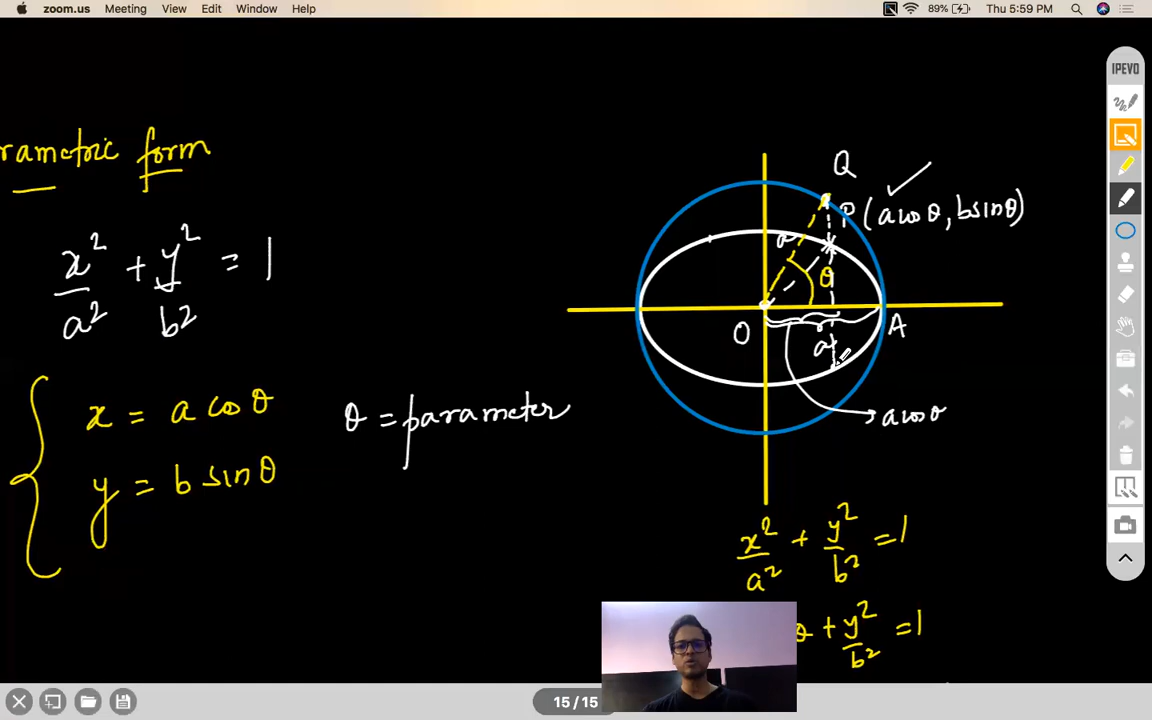 zoom.us Meeting View Edit Window Help 89% Thu 5:59 PM
IPEVO
rametric form
x²/a² + y²/b² = 1
x = a cos θ
y = b sin θ
θ = parameter
Q
P(a cos θ, b sin θ)
a
θ
O
a
A
a cos θ
x²/a² + y²/b² = 1
θ + y²/b² = 1
15 / 15